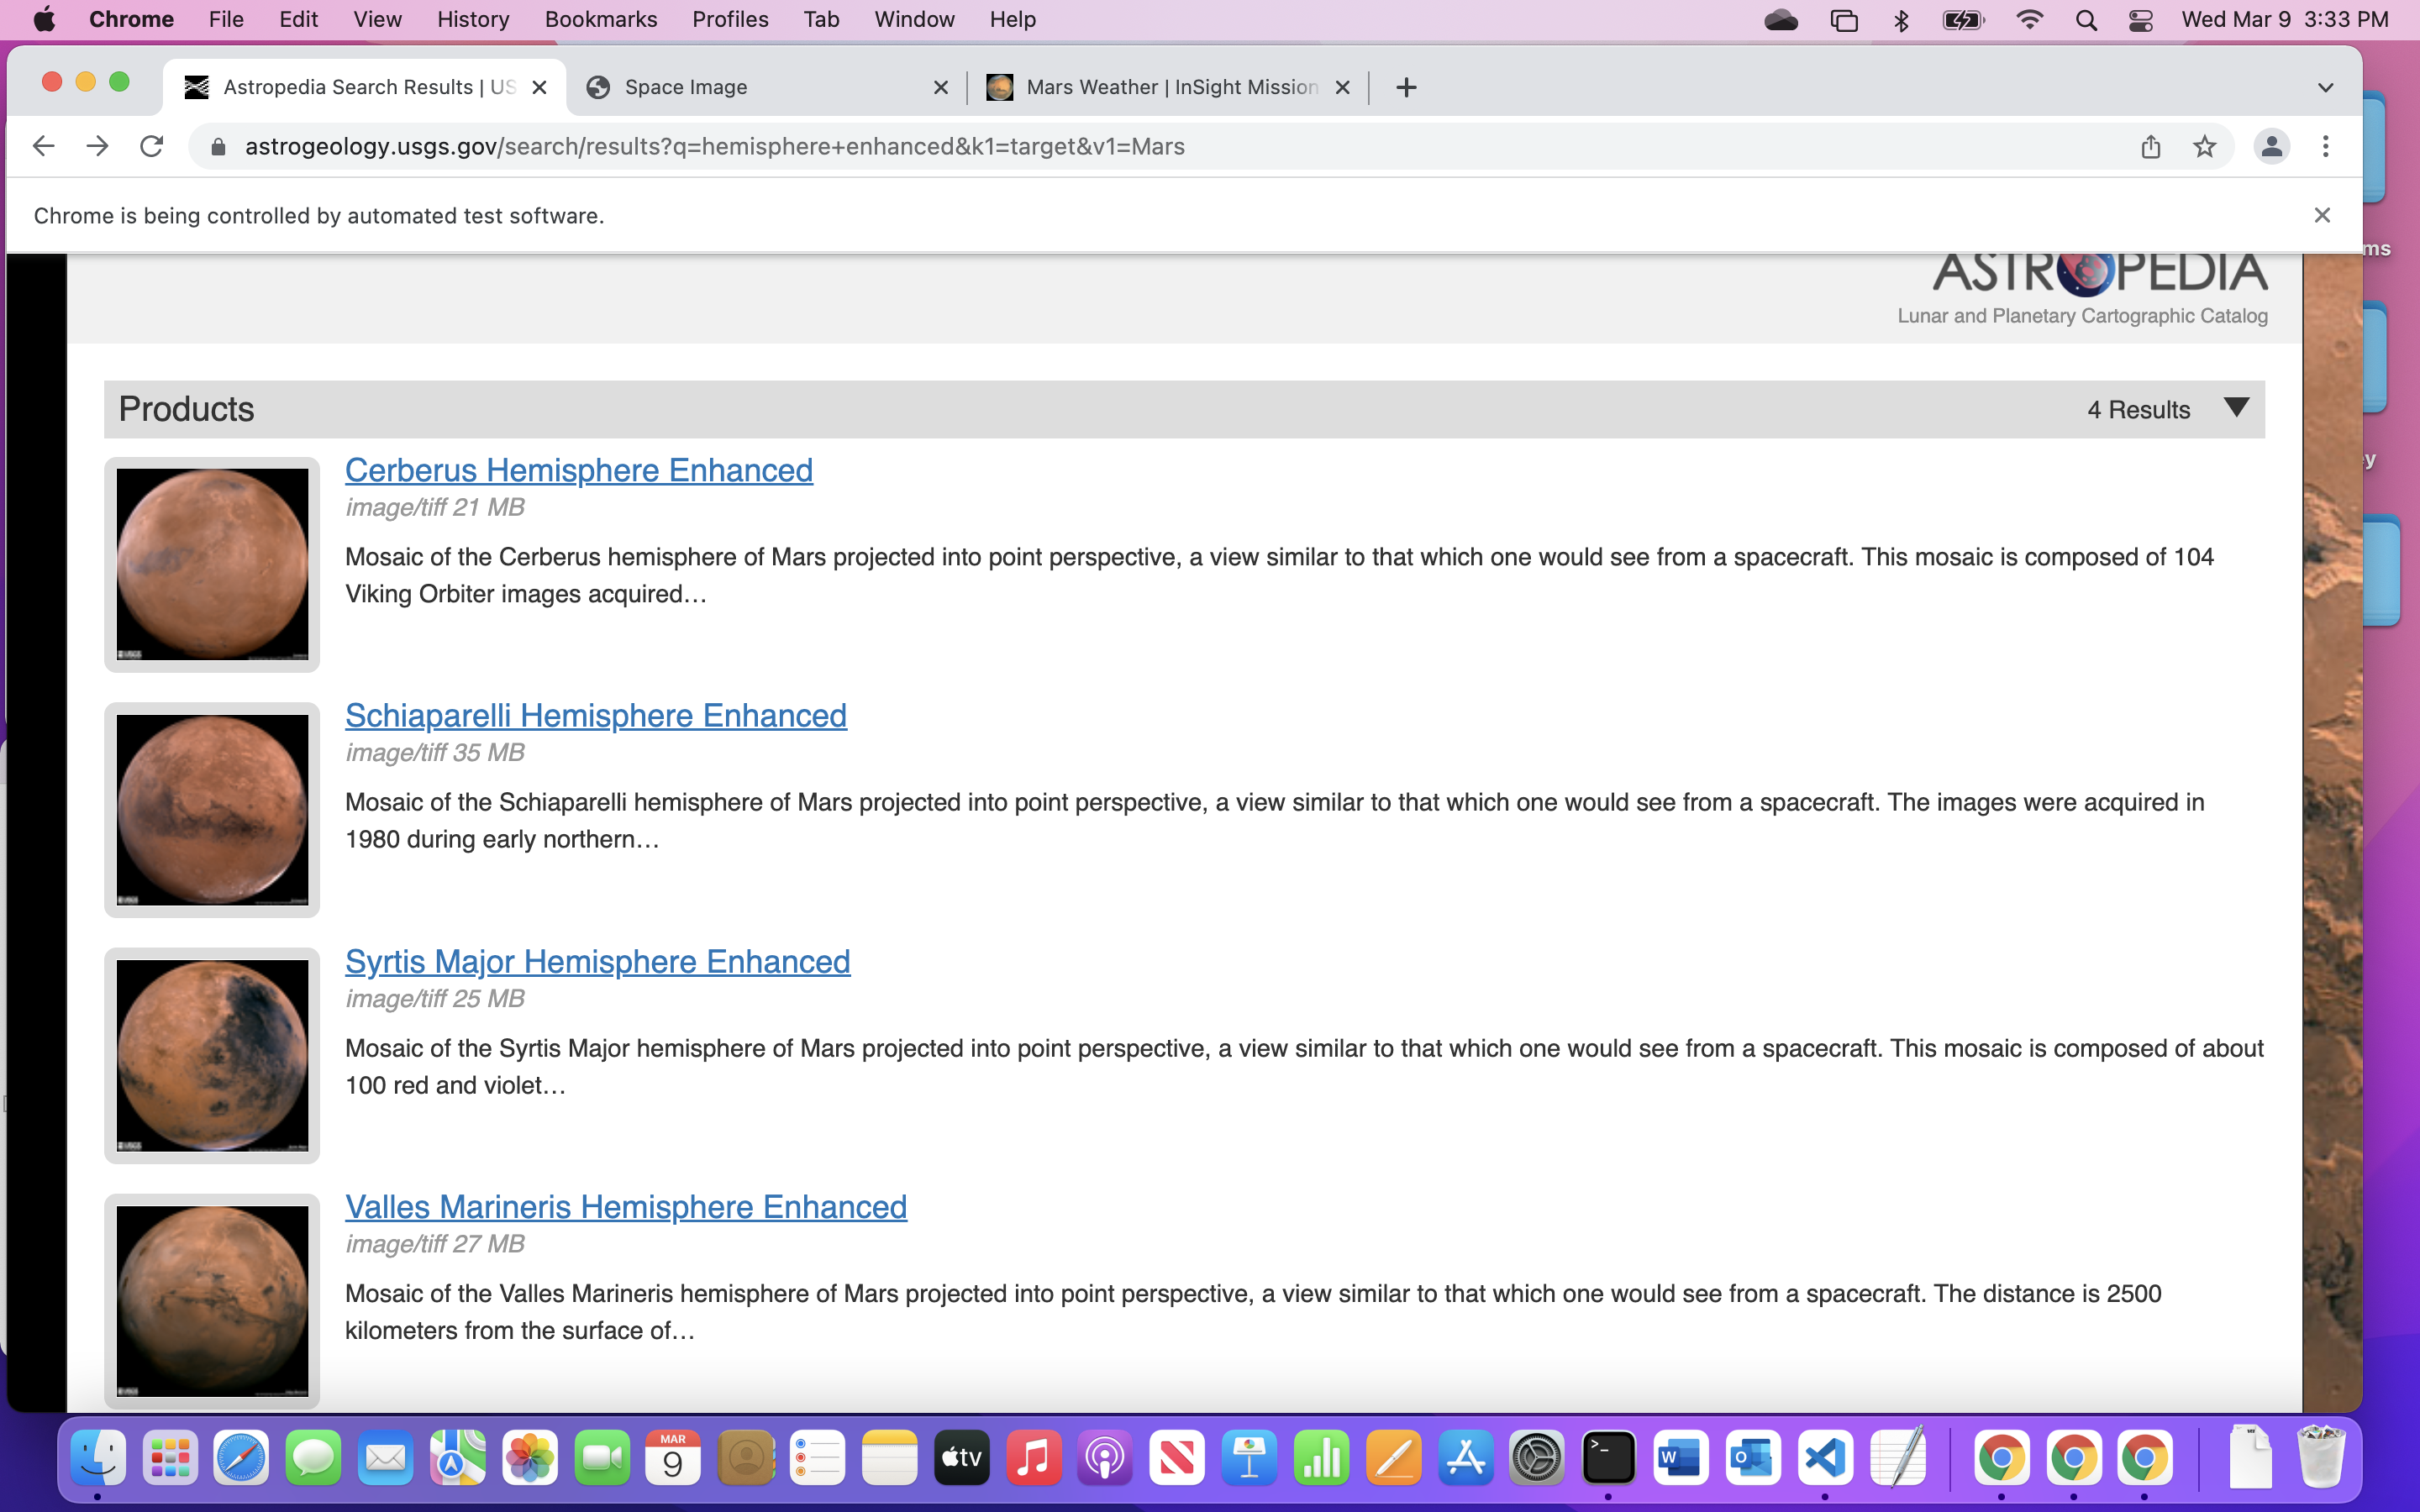 Chrome File Edit View History Bookmarks Profiles Tab Window Help Wed Mar 9 3:33 PM
Astropedia Search Results | US Space Image Mars Weather | InSight Mission
astrogeology.usgs.gov/search/results?q=hemisphere+enhanced&k1=target&v1=Mars
Chrome is being controlled by automated test software.
ms
ASTROPEDIA
Lunar and Planetary Cartographic Catalog
Products 4 Results
y
Cerberus Hemisphere Enhanced
image/tiff 21 MB
Mosaic of the Cerberus hemisphere of Mars projected into point perspective, a view similar to that which one would see from a spacecraft. This mosaic is composed of 104
Viking Orbiter images acquired…
USGS
Schiaparelli Hemisphere Enhanced
image/tiff 35 MB
Mosaic of the Schiaparelli hemisphere of Mars projected into point perspective, a view similar to that which one would see from a spacecraft. The images were acquired in
1980 during early northern…
USGS
Syrtis Major Hemisphere Enhanced
image/tiff 25 MB
Mosaic of the Syrtis Major hemisphere of Mars projected into point perspective, a view similar to that which one would see from a spacecraft. This mosaic is composed of about
100 red and violet…
USGS
Valles Marineris Hemisphere Enhanced
image/tiff 27 MB
Mosaic of the Valles Marineris hemisphere of Mars projected into point perspective, a view similar to that which one would see from a spacecraft. The distance is 2500
kilometers from the surface of…
USGS
MAR
9
tv
W
O